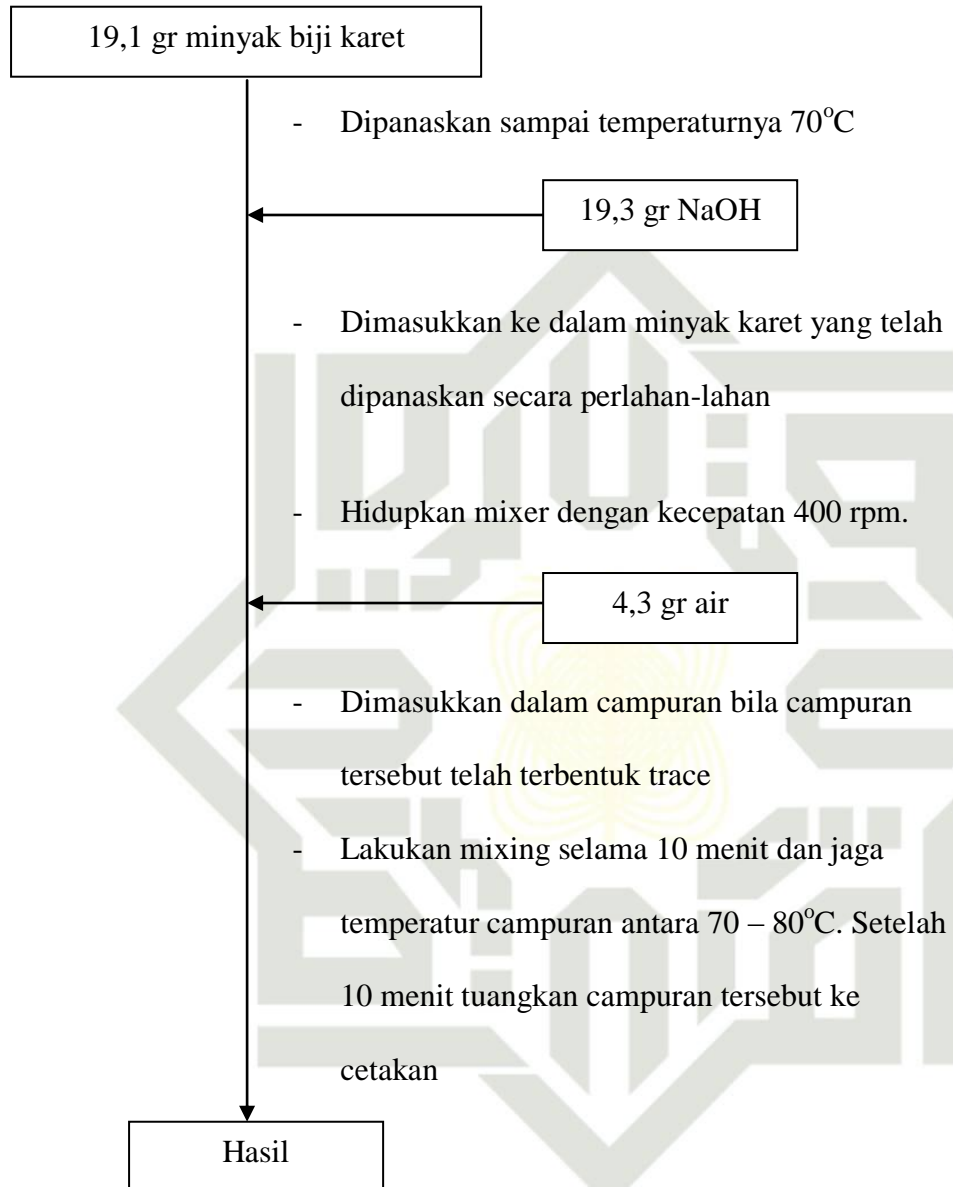 19,1 gr minyak biji karet
- Dipanaskan sampai temperaturnya 70°C
19,3 gr NaOH
- Dimasukkan ke dalam minyak karet yang telah
dipanaskan secara perlahan-lahan
- Hidupkan mixer dengan kecepatan 400 rpm.
4,3 gr air
- Dimasukkan dalam campuran bila campuran
tersebut telah terbentuk trace
- Lakukan mixing selama 10 menit dan jaga
temperatur campuran antara 70 – 80°C. Setelah
10 menit tuangkan campuran tersebut ke
cetakan
Hasil